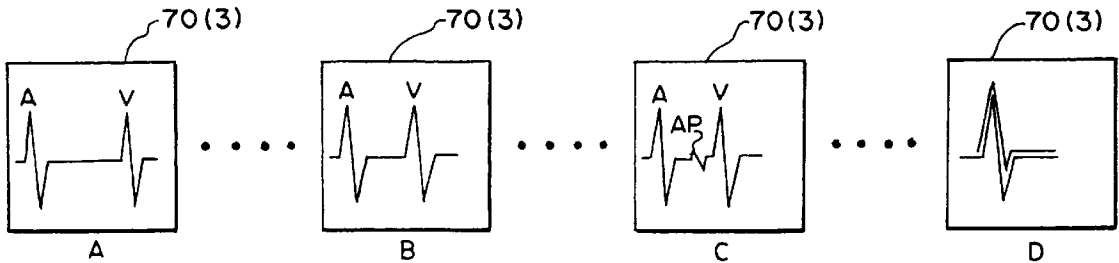 70(3) 70(3) 70(3) 70(3)
A V A V A AP V
A B C D